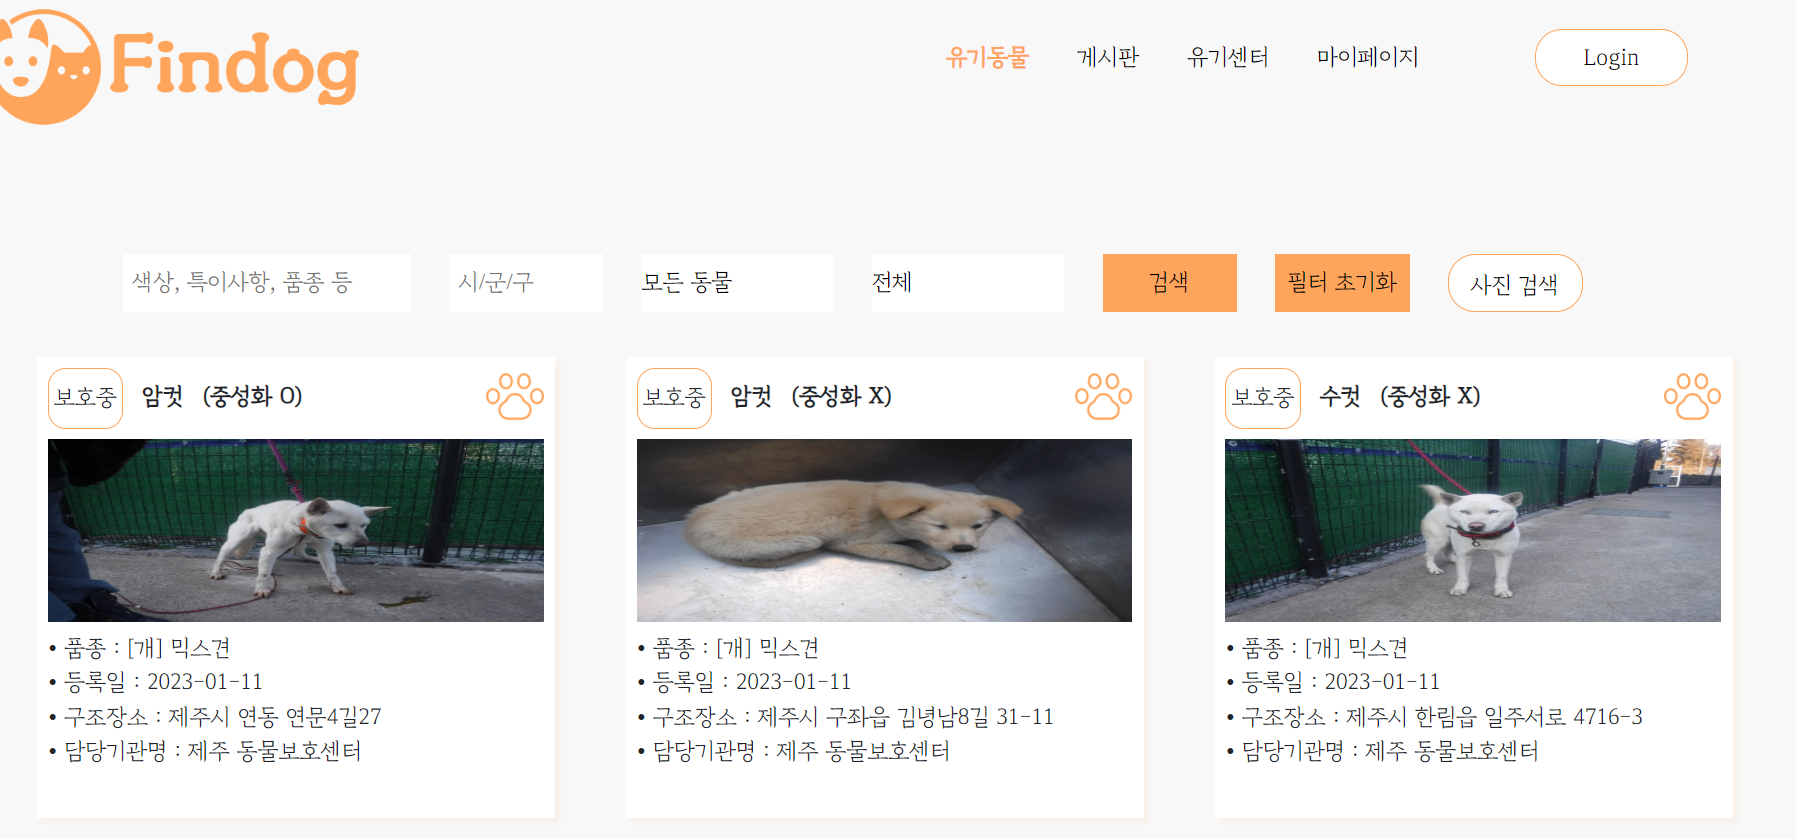 Findog
유기동물 게시판 유기센터 마이페이지 Login
색상, 특이사항, 품종 등 시/군/구 모든 동물 전체 검색 필터 초기화 사진 검색
보호중 암컷 (중성화 O)
• 품종 : [개] 믹스견
• 등록일 : 2023-01-11
• 구조장소 : 제주시 연동 연문4길27
• 담당기관명 : 제주 동물보호센터
보호중 암컷 (중성화 X)
• 품종 : [개] 믹스견
• 등록일 : 2023-01-11
• 구조장소 : 제주시 구좌읍 김녕남8길 31-11
• 담당기관명 : 제주 동물보호센터
보호중 수컷 (중성화 X)
• 품종 : [개] 믹스견
• 등록일 : 2023-01-11
• 구조장소 : 제주시 한림읍 일주서로 4716-3
• 담당기관명 : 제주 동물보호센터